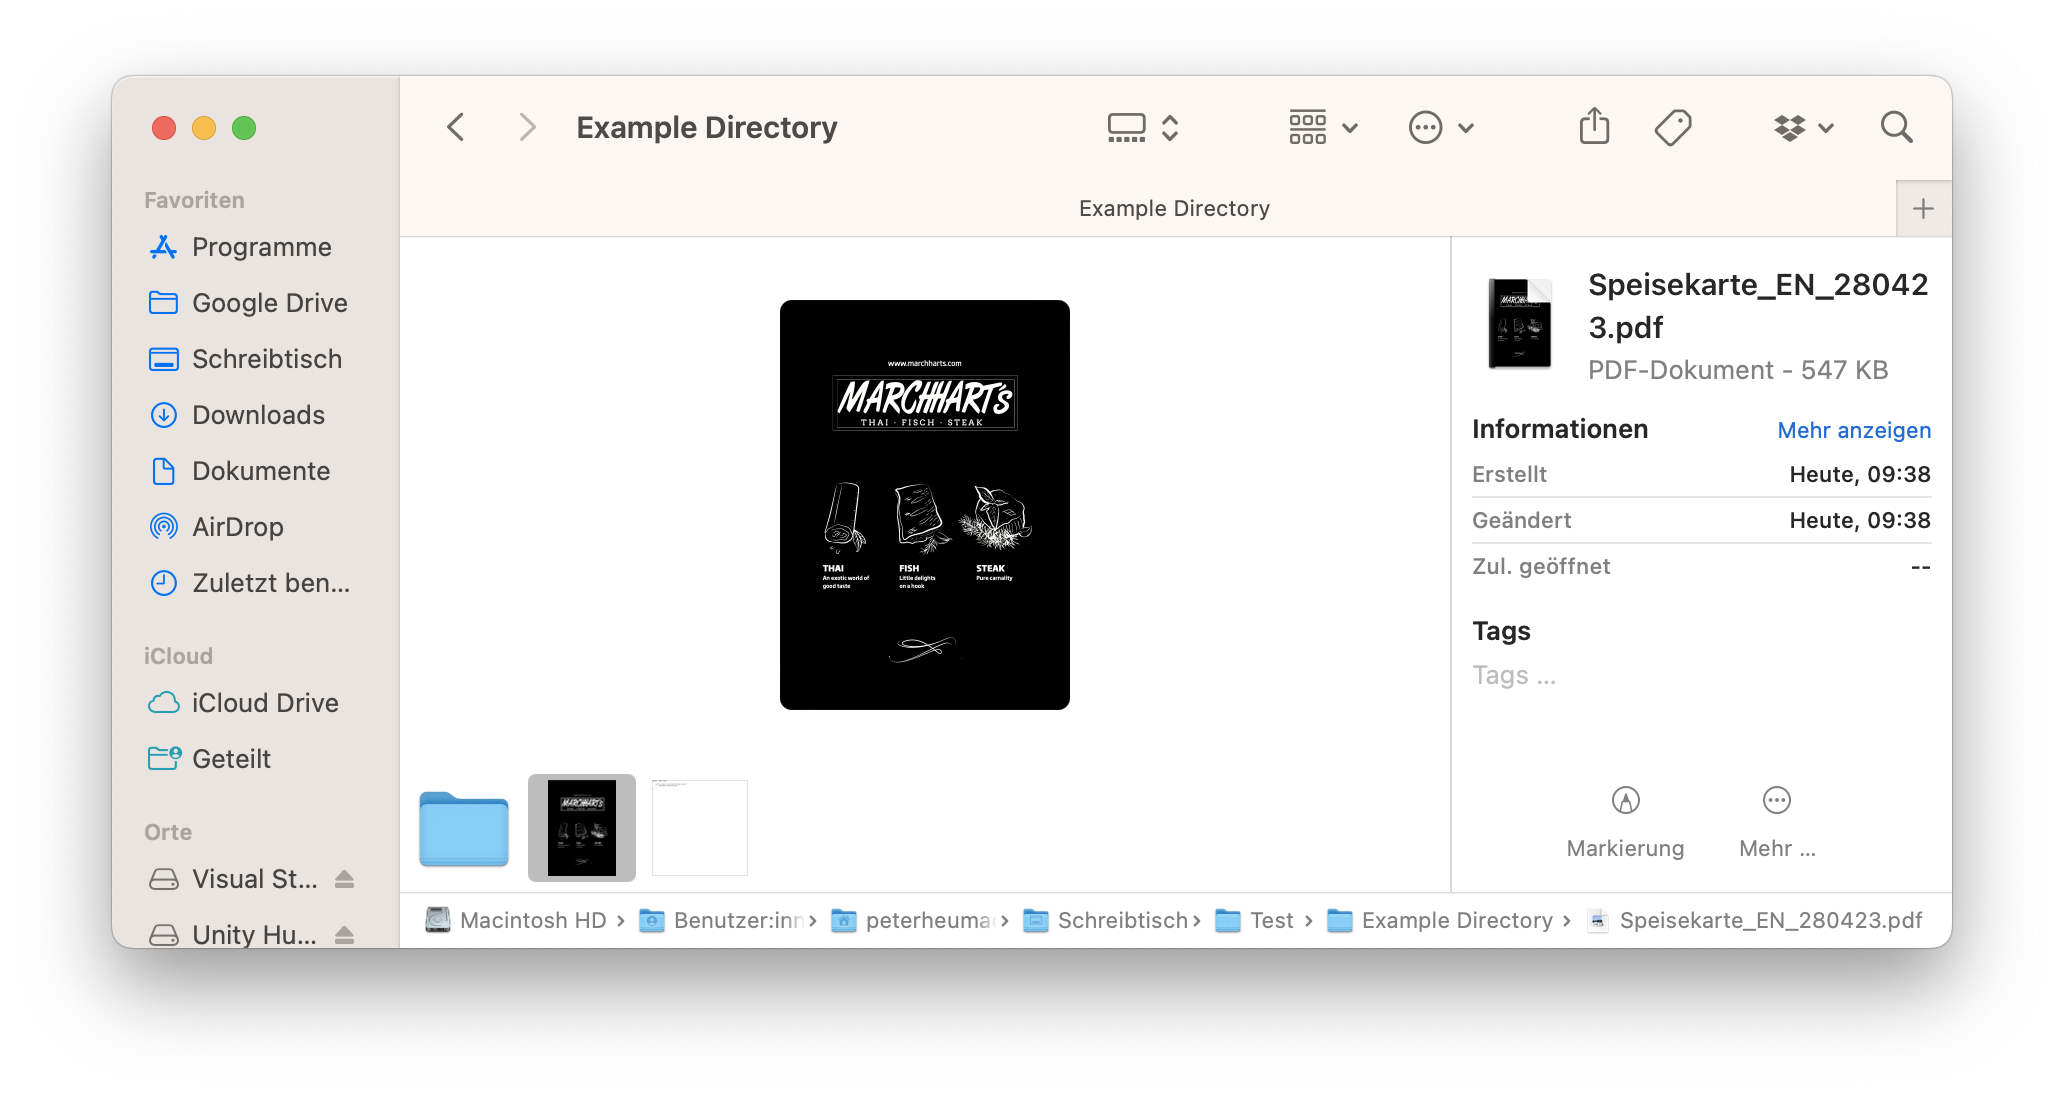 Favoriten
Programme
Google Drive
Schreibtisch
Downloads
Dokumente
AirDrop
Zuletzt ben...
iCloud
iCloud Drive
Geteilt
Orte
Visual St...
Unity Hu...
Example Directory
Example Directory
www.marchharts.com
MARCHHART's
THAI · FISCH · STEAK
THAI
An exotic world of
good taste
FISH
Little delights
on a hook
STEAK
Pure carnality
Speisekarte_EN_28042
3.pdf
PDF-Dokument - 547 KB
Informationen
Mehr anzeigen
Erstellt Heute, 09:38
Geändert Heute, 09:38
Zul. geöffnet --
Tags
Tags ...
Markierung
Mehr ...
Macintosh HD › Benutzer:inn › peterheuma › Schreibtisch › Test › Example Directory › Speisekarte_EN_280423.pdf